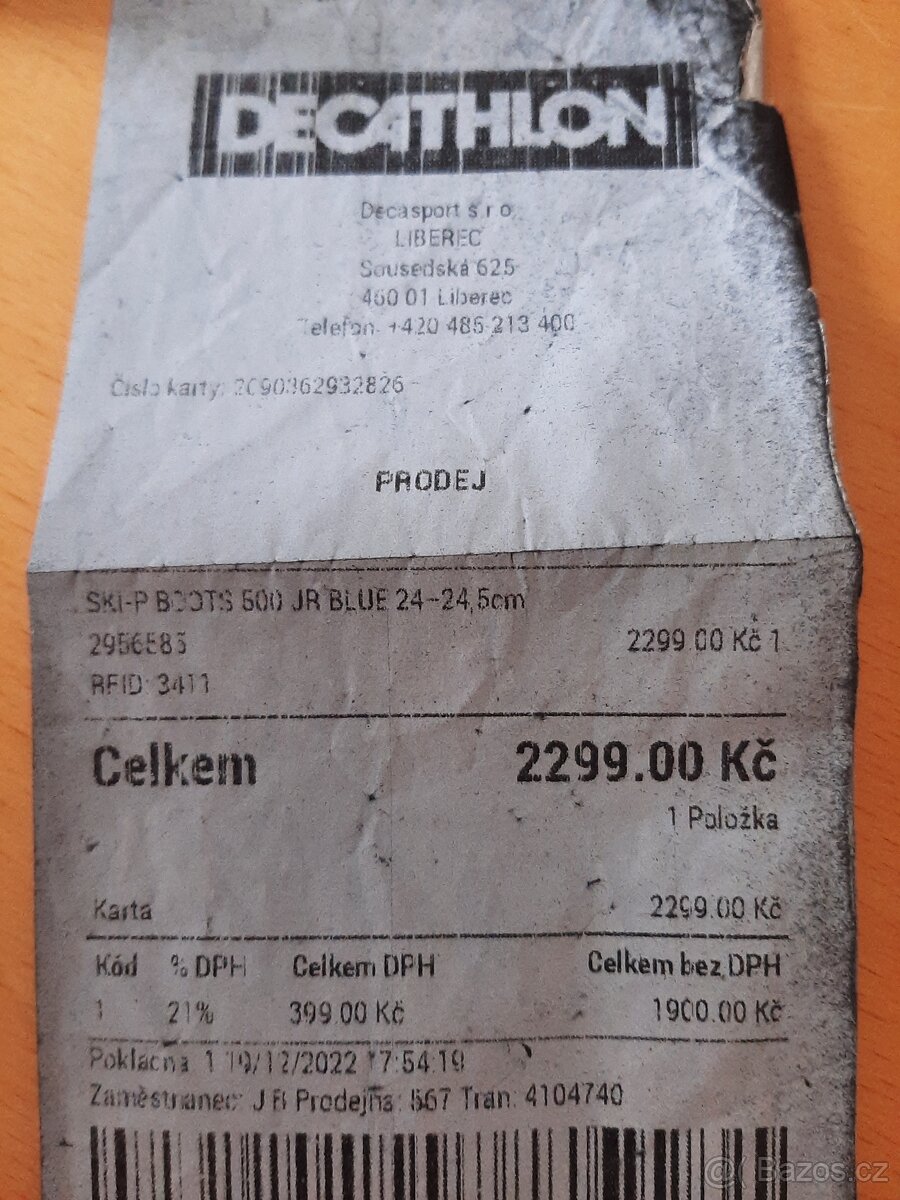 DECATHLON
Decasport s.r.o.
LIBEREC
Sousedská 625
460 01 Liberec
Telefon: +420 485 213 400
Číslo karty: 2090362932826
PRODEJ
SKI-P BOOTS 500 JR BLUE 24-24,5cm
2299.00 Kč 1
RFID: 3411
Celkem 2299.00 Kč
1 Položka
Karta 2299.00 Kč
Kód % DPH Celkem DPH Celkem bez DPH
1 21% 399.00 Kč 1900.00 Kč
Pokladna 1 19/12/2022 17:54:19
Zaměstnanec: J B Prodejna: 567 Tran: 4104740
Bazos.cz